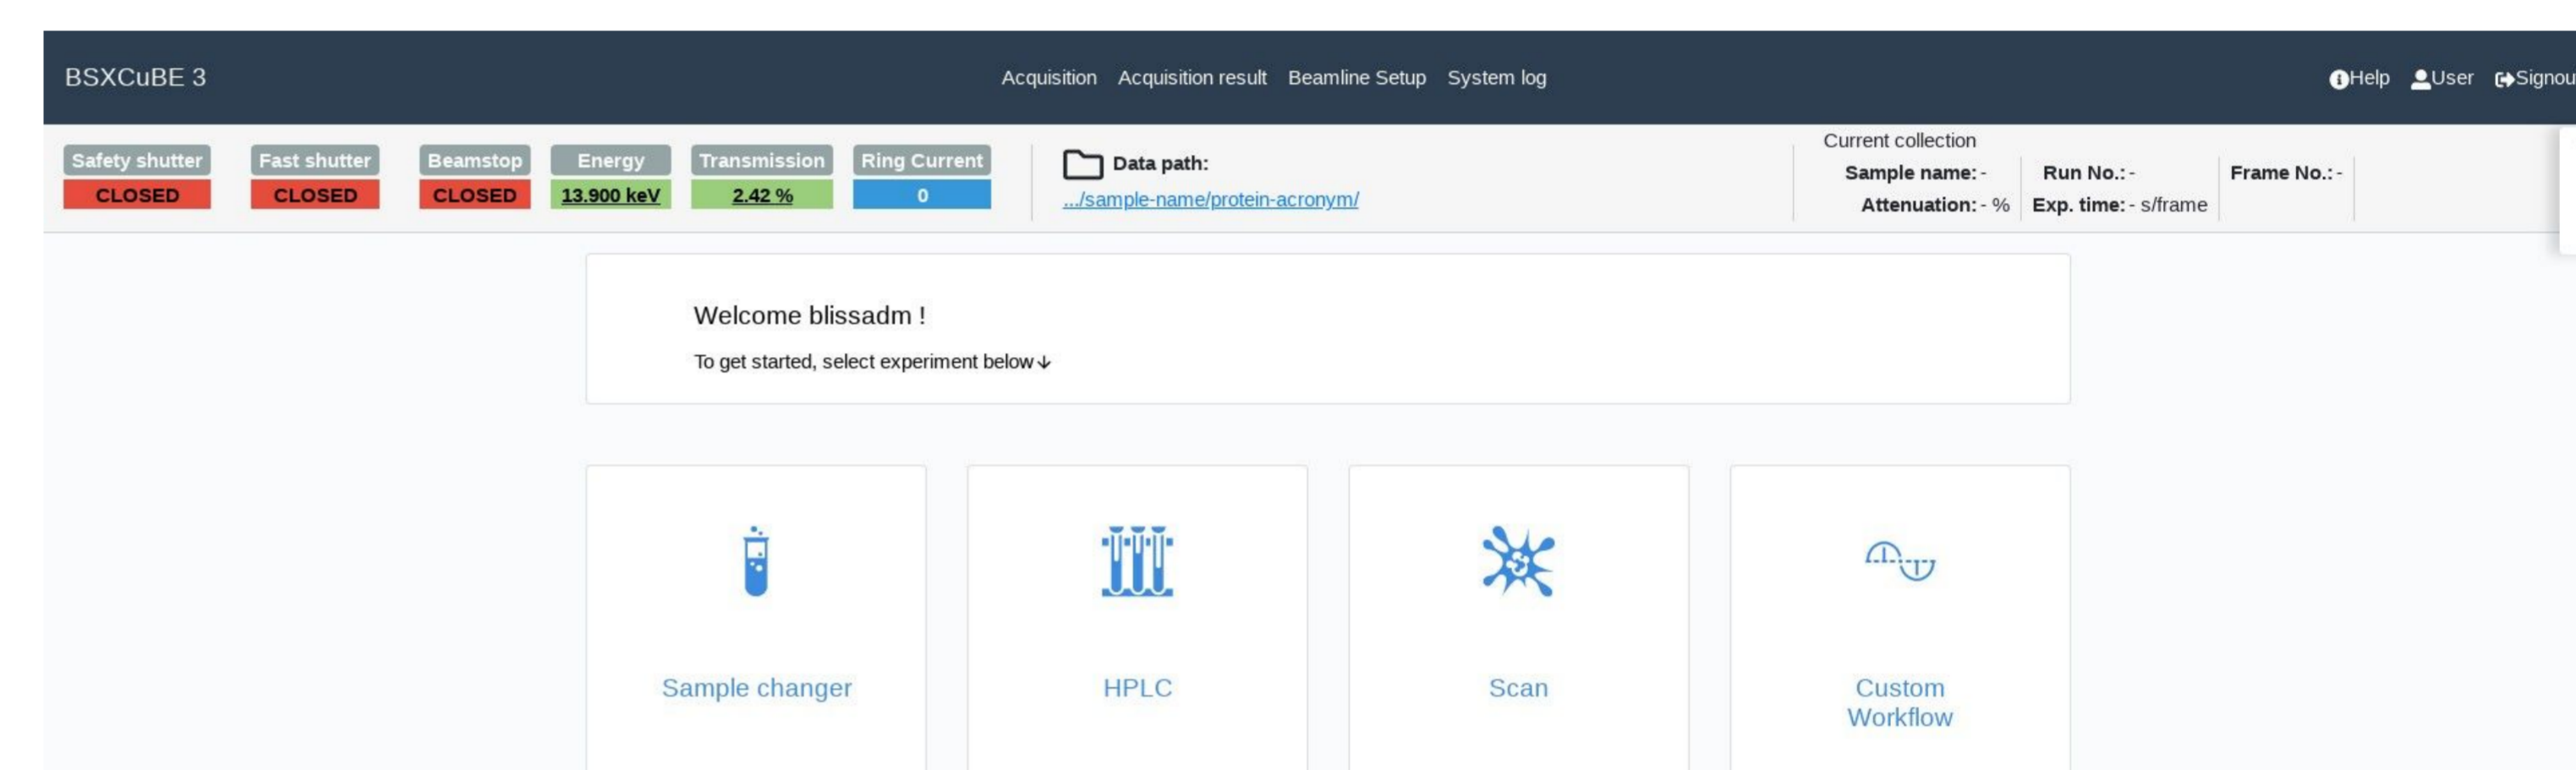 BSXCuBE 3
Acquisition Acquisition result Beamline Setup System log
Help User Signou
Safety shutter Fast shutter Beamstop Energy Transmission Ring Current
CLOSED CLOSED CLOSED 13.900 keV 2.42 % 0
Data path:
.../sample-name/protein-acronym/
Current collection
Sample name: - Run No.: - Frame No.: -
Attenuation: - % Exp. time: - s/frame
Welcome blissadm !
To get started, select experiment below
Sample changer
HPLC
Scan
Custom
Workflow